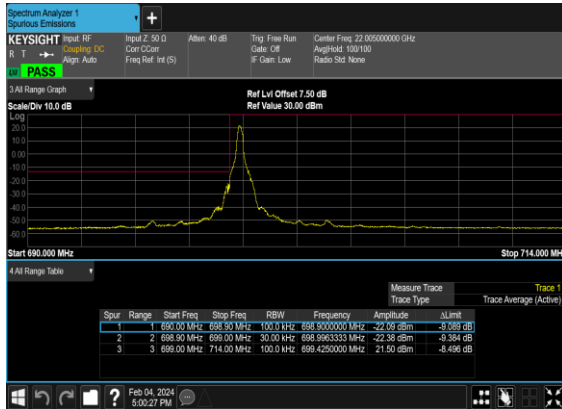 Spectrum Analyzer 1
Spurious Emissions
+
KEYSIGHT Input: RF Input Z: 50 Ω Atten: 40 dB Trig: Free Run Center Freq: 22.005000000 GHz
R T Coupling: DC Corr CCorr Gate: Off Avg|Hold: 100/100
Align: Auto Freq Ref: Int (S) IF Gain: Low Radio Std: None
LV PASS
3 All Range Graph
Ref Lvl Offset 7.50 dB
Scale/Div 10.0 dB Ref Value 30.00 dBm
Log
20.0
10.0
0.00
-10.0
-20.0
-30.0
-40.0
-50.0
-60.0
Start 690.000 MHz Stop 714.000 MHz
4 All Range Table
Measure Trace Trace 1
Trace Type Trace Average (Active)
Spur Range Start Freq Stop Freq RBW Frequency Amplitude ΔLimit
1 1 690.00 MHz 698.90 MHz 100.0 kHz 698.9000000 MHz -22.09 dBm -9.089 dB
2 2 698.90 MHz 699.00 MHz 30.00 kHz 698.9963333 MHz -22.38 dBm -9.384 dB
3 3 699.00 MHz 714.00 MHz 100.0 kHz 699.4250000 MHz 21.50 dBm -8.496 dB
? Feb 04, 2024
5:00:27 PM